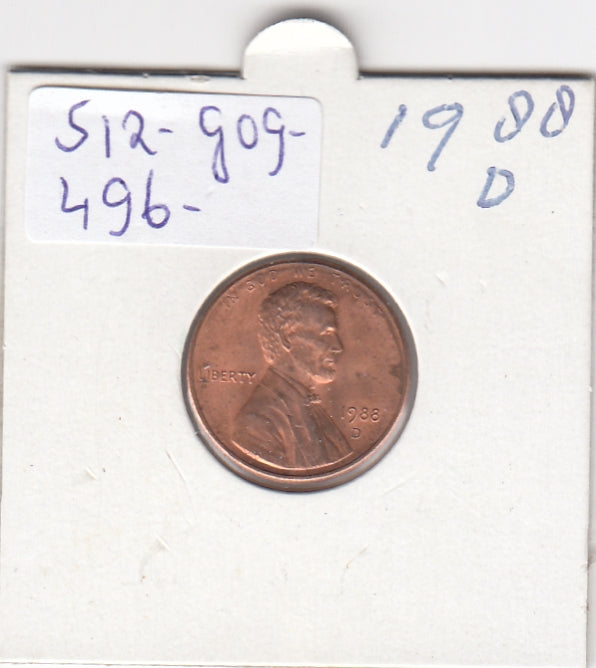 512-909-
496-
1988
D
IN GOD WE TRUST
LIBERTY
1988
D